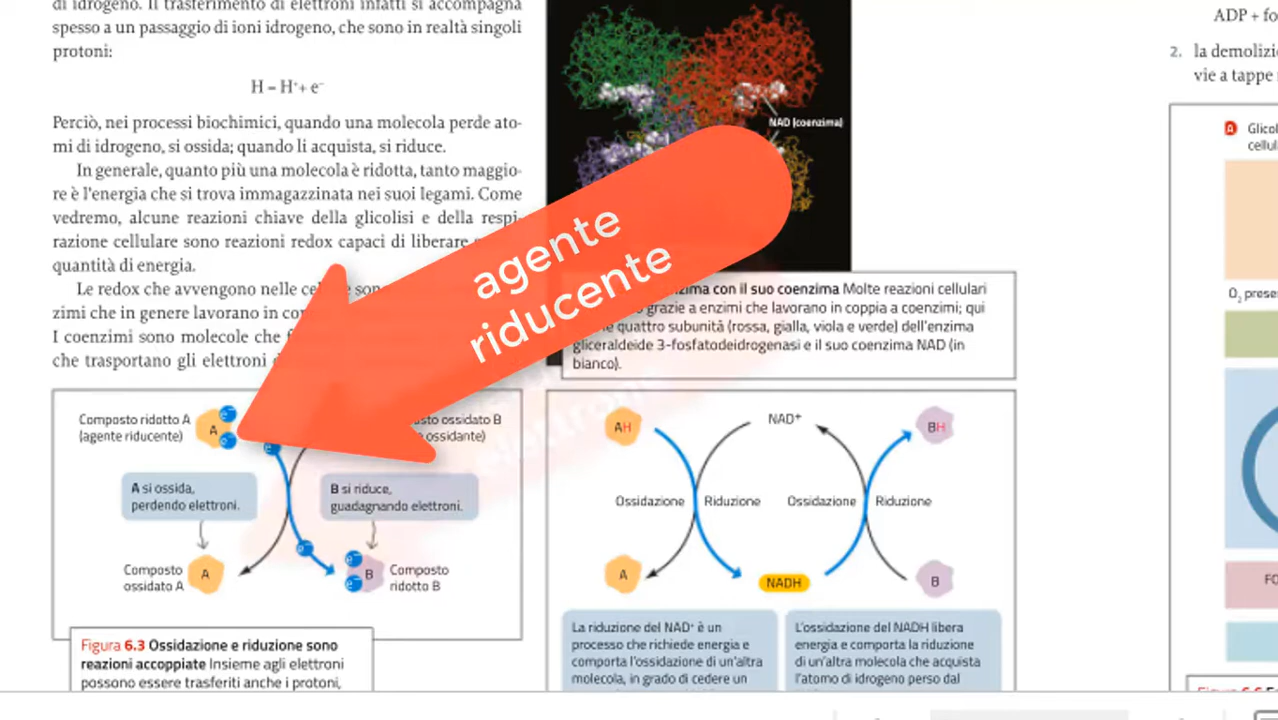 di idrogeno. Il trasferimento di elettroni infatti si accompagna
spesso a un passaggio di ioni idrogeno, che sono in realtà singoli
protoni:
H – H⁺+ e⁻
Perciò, nei processi biochimici, quando una molecola perde ato-
mi di idrogeno, si ossida; quando li acquista, si riduce.
In generale, quanto più una molecola è ridotta, tanto maggio-
re è l'energia che si trova immagazzinata nei suoi legami. Come
vedremo, alcune reazioni chiave della glicolisi e della respi-
razione cellulare sono reazioni redox capaci di liberare
quantità di energia.
Le redox che avvengono nelle
zimi che in genere lavorano in
I coenzimi sono molecole che
che trasportano gli elettroni
agente
riducente
Composto ridotto A
(agente riducente)
A
e⁻
e⁻
e⁻
ossidato B
ossidante)
A si ossida,
perdendo elettroni.
B si riduce,
guadagnando elettroni.
e⁻
Composto
ossidato A
A
e⁻
e⁻
B
Composto
ridotto B
Figura 6.3 Ossidazione e riduzione sono
reazioni accoppiate Insieme agli elettroni
possono essere trasferiti anche i protoni,
NAD (coenzima)
con il suo coenzima Molte reazioni cellulari
grazie a enzimi che lavorano in coppia a coenzimi; qui
quattro subunità (rossa, gialla, viola e verde) dell'enzima
gliceraldeide 3-fosfatodeidrogenasi e il suo coenzima NAD (in
bianco).
AH
NAD⁺
BH
Ossidazione
Riduzione
Ossidazione
Riduzione
A
NADH
B
La riduzione del NAD⁺ è un
processo che richiede energia e
comporta l'ossidazione di un'altra
molecola, in grado di cedere un
L'ossidazione del NADH libera
energia e comporta la riduzione
di un'altra molecola che acquista
l'atomo di idrogeno perso dal
ADP +
2. la
vie a tappe
A
O₂